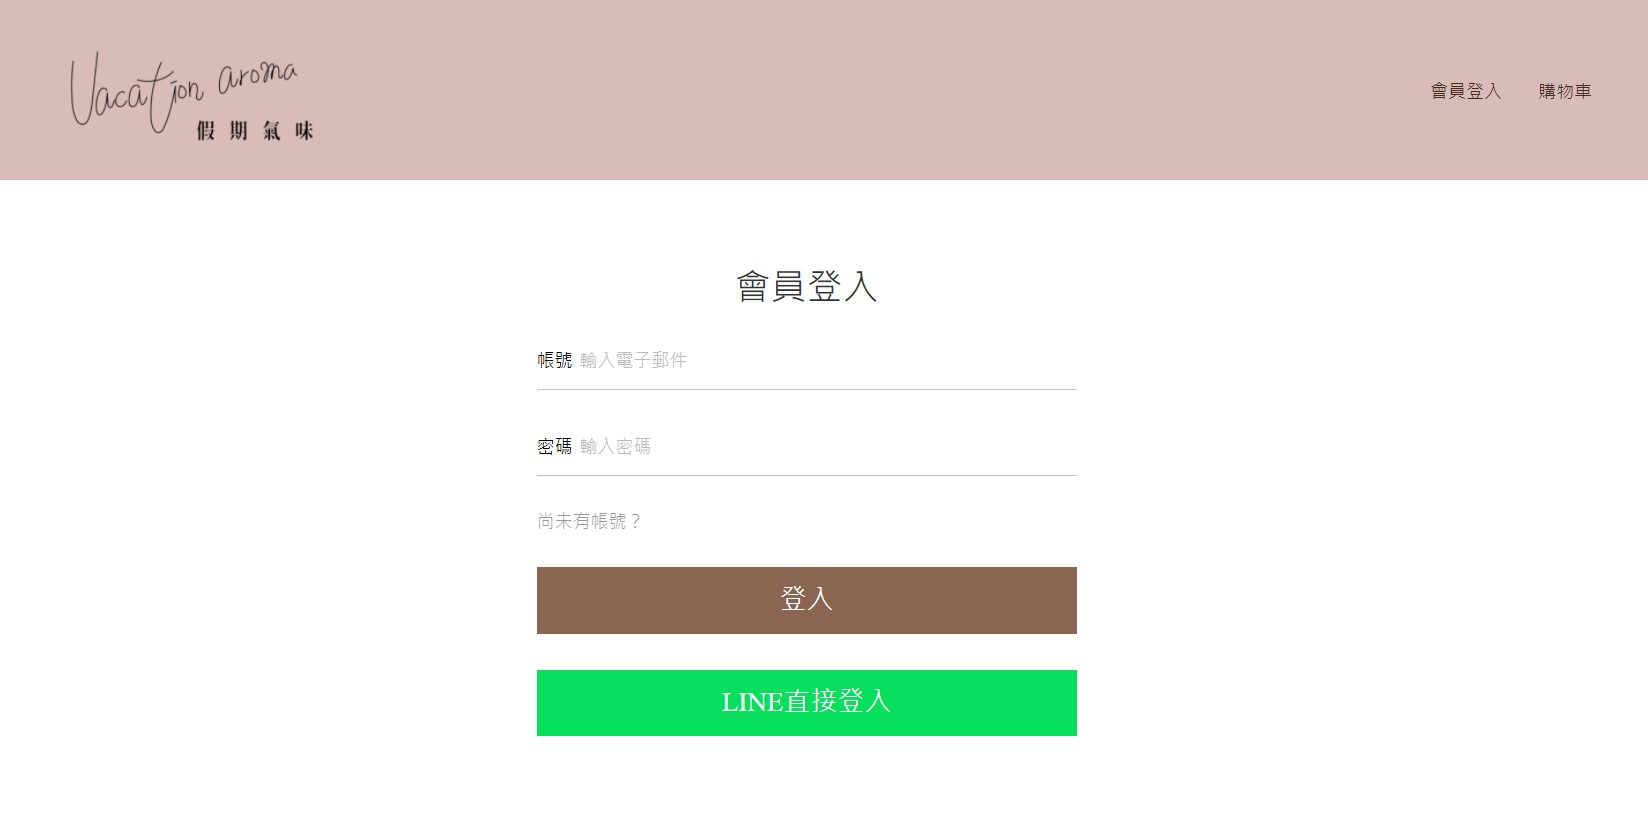 Vacation aroma
假期氣味
會員登入 購物車
會員登入
帳號 輸入電子郵件
密碼 輸入密碼
尚未有帳號？
登入
LINE直接登入